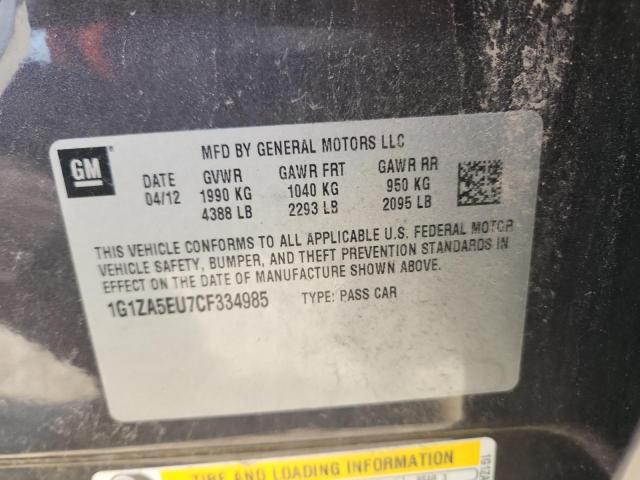 GM
MFD BY GENERAL MOTORS LLC
DATE GVWR GAWR FRT GAWR RR
04/12 1990 KG 1040 KG 950 KG
4388 LB 2293 LB 2095 LB
THIS VEHICLE CONFORMS TO ALL APPLICABLE U.S. FEDERAL MOTOR
VEHICLE SAFETY, BUMPER, AND THEFT PREVENTION STANDARDS IN
EFFECT ON THE DATE OF MANUFACTURE SHOWN ABOVE.
1G1ZA5EU7CF334985 TYPE: PASS CAR
TIRE AND LOADING INFORMATION
1G1ZA